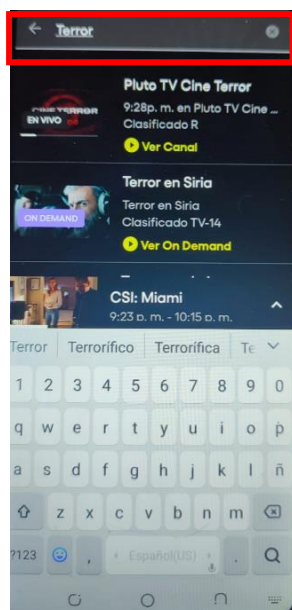 Terror
Pluto TV Cine Terror
CINE TERROR
EN VIVO
9:28p. m. en Pluto TV Cine ...
Clasificado R
Ver Canal
Terror en Siria
ON DEMAND
Terror en Siria
Clasificado TV-14
Ver On Demand
CSI: Miami
9:23 p. m. - 10:15 p. m.
Terror Terrorífico Terrorífica Te
1 2 3 4 5 6 7 8 9 0
q w e r t y u i o p
a s d f g h j k l ñ
z x c v b n m
?123 , Español(US) .